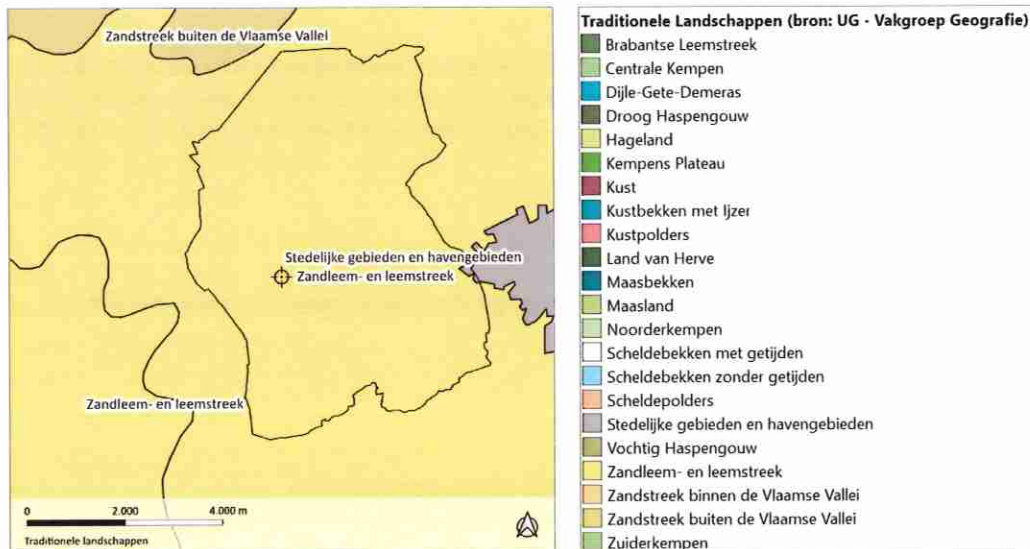 Zandstreek buiten de Vlaamse Vallei
Stedelijke gebieden en havengebieden
Zandleem- en leemstreek
Zandleem- en leemstreek
0 2.000 4.000 m
Traditionele landschappen
Traditionele Landschappen (bron: UG - Vakgroep Geografie)
Brabantse Leemstreek
Centrale Kempen
Dijle-Gete-Demeras
Droog Haspengouw
Hageland
Kempens Plateau
Kust
Kustbekken met Ijzer
Kustpolders
Land van Herve
Maasbekken
Maasland
Noorderkempen
Scheldebekken met getijden
Scheldebekken zonder getijden
Scheldepolders
Stedelijke gebieden en havengebieden
Vochtig Haspengouw
Zandleem- en leemstreek
Zandstreek binnen de Vlaamse Vallei
Zandstreek buiten de Vlaamse Vallei
Zuiderkempen